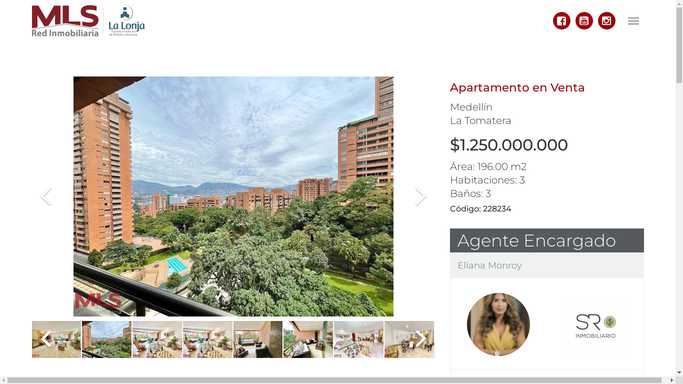 MLS
Red Inmobiliaria
La Lonja
Apartamento en Venta
Medellín
La Tomatera
$1.250.000.000
Área: 196.00 m2
Habitaciones: 3
Baños: 3
Código: 228234
MLS
Agente Encargado
Eliana Monroy
SR
INMOBILIARIO